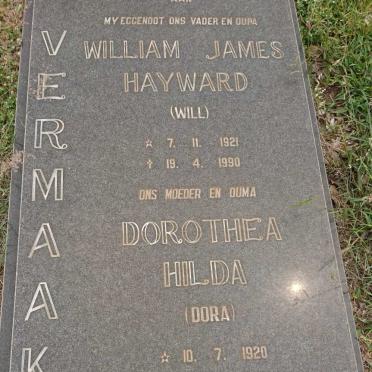 VERMAAK
MY EGGENOOT ONS VADER EN OUPA
WILLIAM JAMES
HAYWARD
(WILL)
☆ 7. 11. 1921
† 19. 4. 1990
ONS MOEDER EN OUMA
DOROTHEA
HILDA
(DORA)
☆ 10. 7. 1920